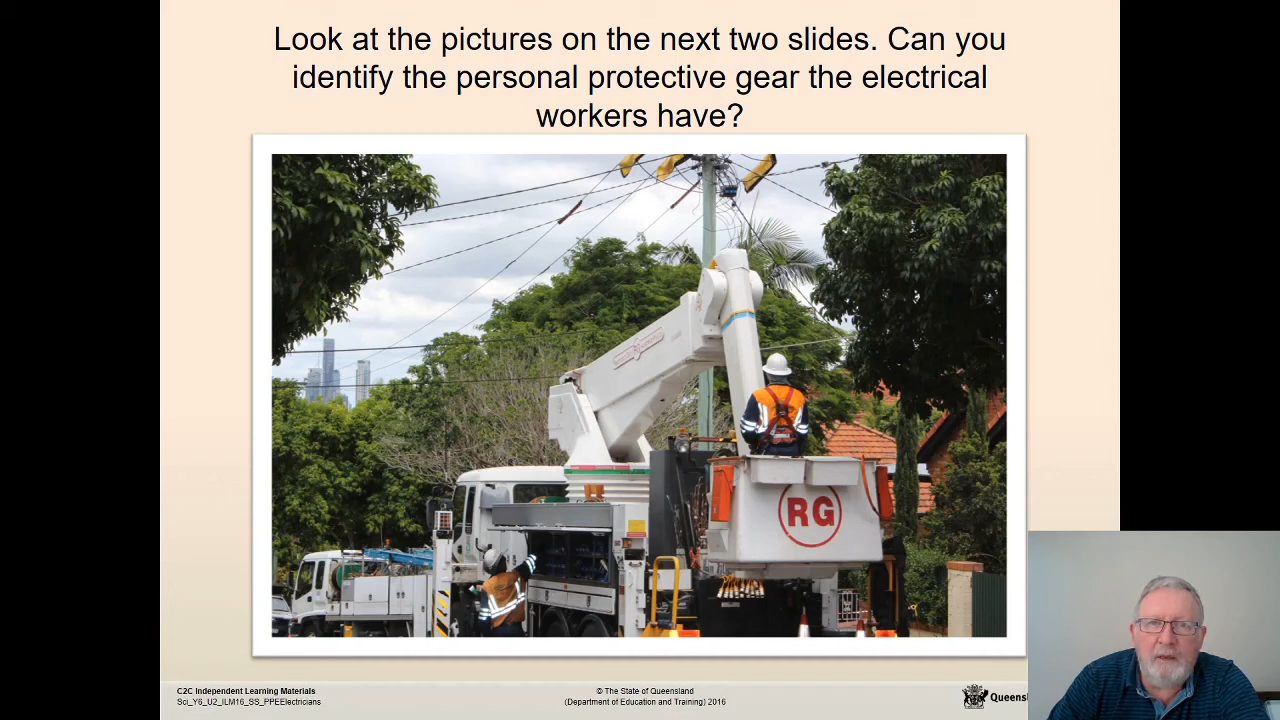 Look at the pictures on the next two slides. Can you
identify the personal protective gear the electrical
workers have?
RG
C2C Independent Learning Materials
Sci_Y6_U2_ILM16_SS_PPEElectricians
© The State of Queensland
(Department of Education and Training) 2016
Queensl